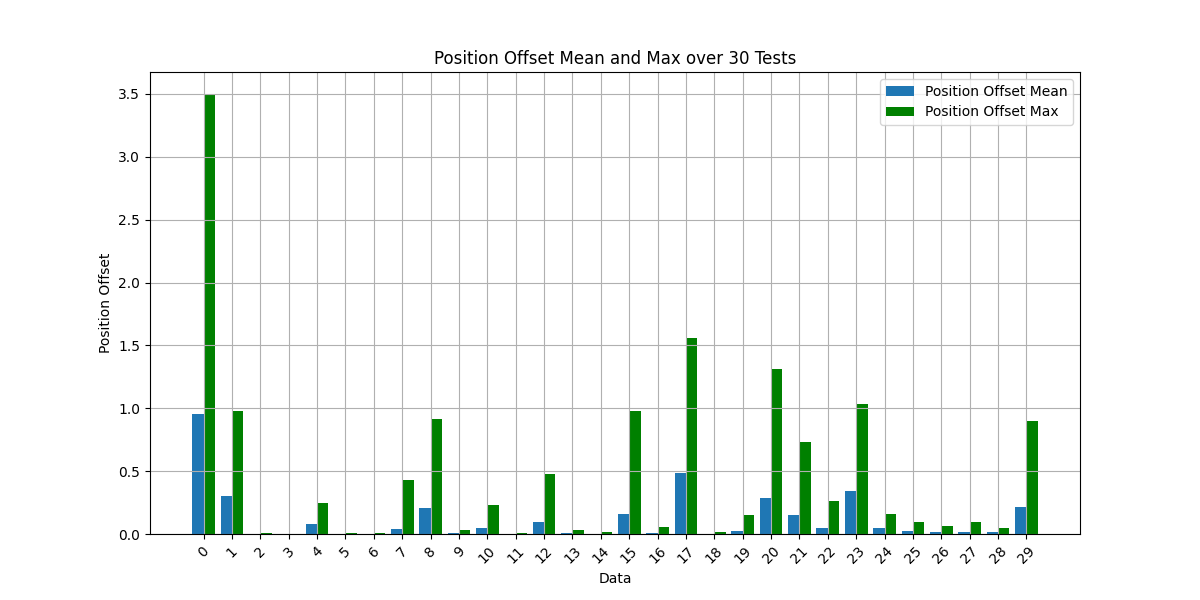 Position Offset Mean and Max over 30 Tests
Position Offset Mean
Position Offset Max
3.5
3.0
2.5
2.0
1.5
1.0
0.5
0.0
Position Offset
0 1 2 3 4 5 6 7 8 9 10 11 12 13 14 15 16 17 18 19 20 21 22 23 24 25 26 27 28 29
Data